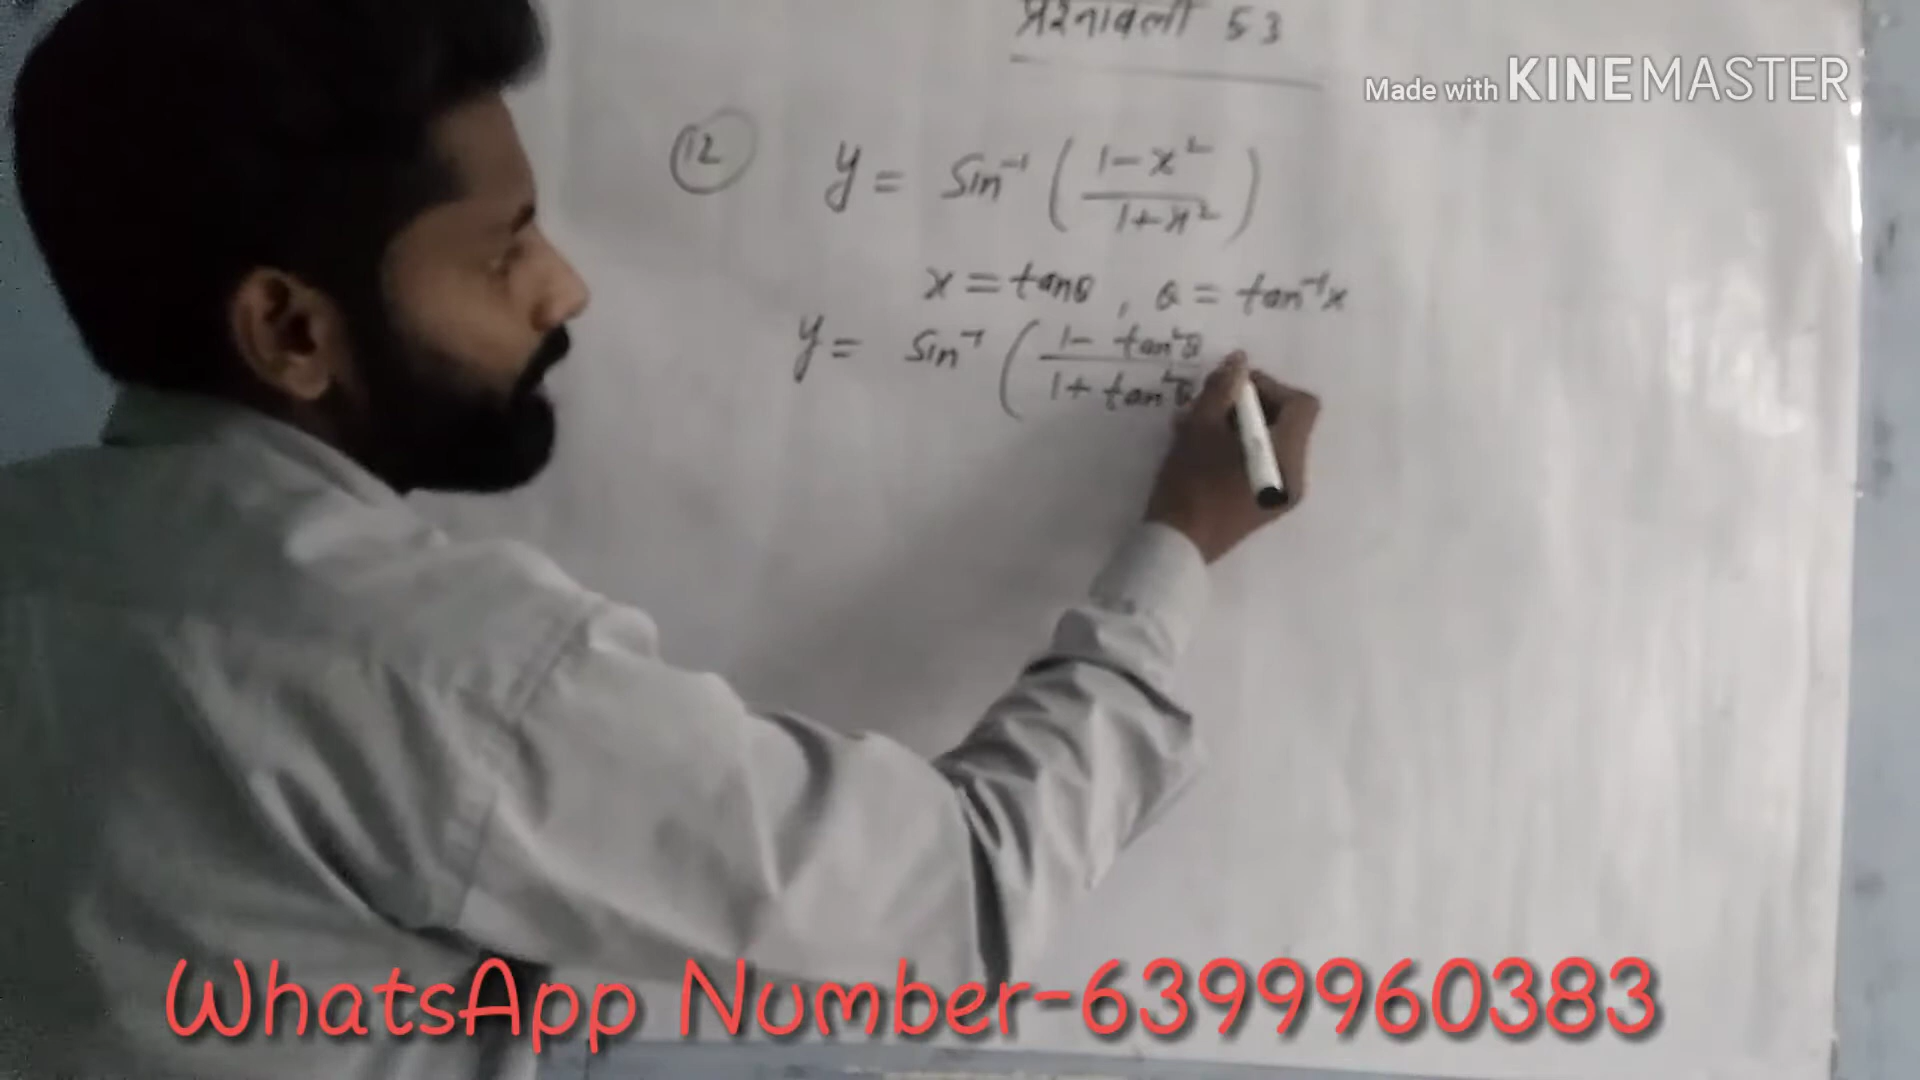 प्रश्नावली 5 3
Made with KINEMASTER
(12) y = Sin⁻¹ ( (1 - x²) / (1 + x²) )
x = tanθ , θ = tan⁻¹x
y = Sin⁻¹ ( (1 - tan²θ) / (1 + tan²θ)
WhatsApp Number-6399960383